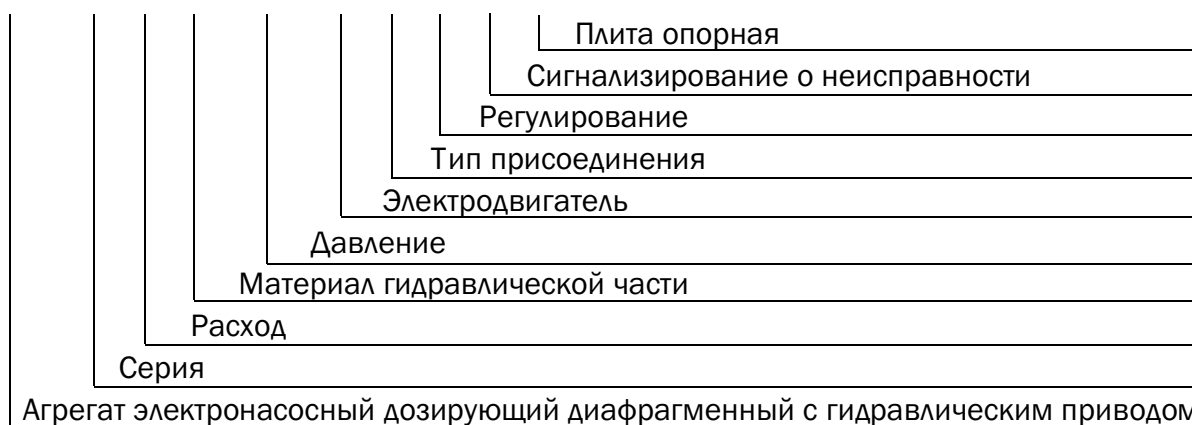 Плита опорная
Сигнализирование о неисправности
Регулирование
Тип присоединения
Электродвигатель
Давление
Материал гидравлической части
Расход
Серия
Агрегат электронасосный дозирующий диафрагменный с гидравлическим приводом